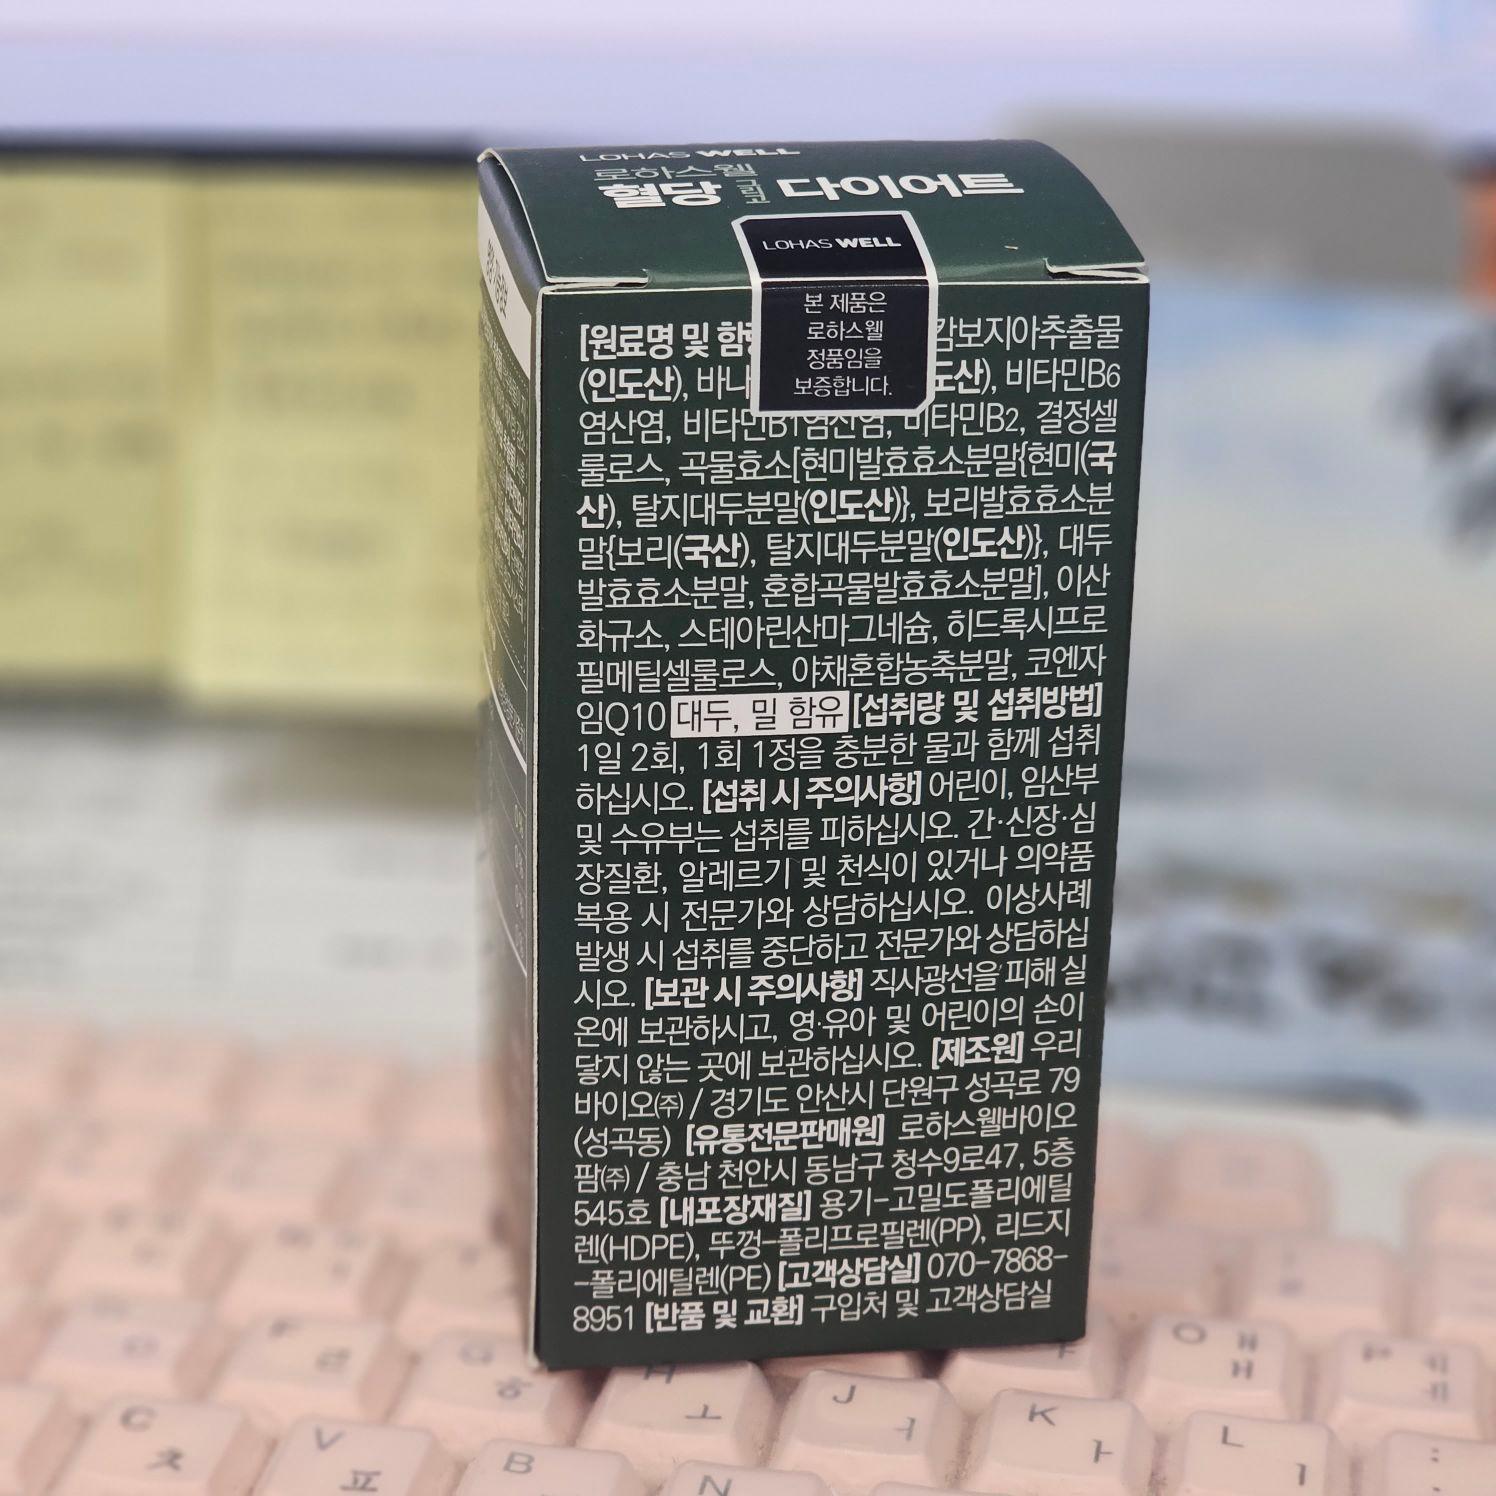 LOHAS WELL
로하스웰
혈당 그리고 다이어트
LOHAS WELL
본 제품은
로하스웰
정품임을
보증합니다.
[원료명 및 캄보지아추출물
(인도산), 비타민B6
염산염, 비타민B1염산염, 비타민B2, 결정셀
룰로스, 곡물효소[현미발효효소분말{현미(국
산), 탈지대두분말(인도산)}, 보리발효효소분
말{보리(국산), 탈지대두분말(인도산)}, 대두
발효효소분말, 혼합곡물발효효소분말], 이산
화규소, 스테아린산마그네슘, 히드록시프로
필메틸셀룰로스, 야채혼합농축분말, 코엔자
임Q10 대두, 밀 함유 [섭취량 및 섭취방법]
1일 2회, 1회 1정을 충분한 물과 함께 섭취
하십시오. [섭취 시 주의사항] 어린이, 임산부
및 수유부는 섭취를 피하십시오. 간·신장·심
장질환, 알레르기 및 천식이 있거나 의약품
복용 시 전문가와 상담하십시오. 이상사례
발생 시 섭취를 중단하고 전문가와 상담하십
시오. [보관 시 주의사항] 직사광선을 피해 실
온에 보관하시고, 영·유아 및 어린이의 손이
닿지 않는 곳에 보관하십시오. [제조원] 우리
바이오㈜ / 경기도 안산시 단원구 성곡로 79
(성곡동) [유통전문판매원] 로하스웰바이오
팜㈜ / 충남 천안시 동남구 청수9로47, 5층
545호 [내포장재질] 용기-고밀도폴리에틸
렌(HDPE), 뚜껑-폴리프로필렌(PP), 리드지
-폴리에틸렌(PE) [고객상담실] 070-7868-
8951 [반품 및 교환] 구입처 및 고객상담실
F ㄹ
G ㅎ
H ㅗ
J ㅓ
K ㅏ
L ㅣ
O ㅐ ㅒ
P ㅔ ㅖ
C ㅊ
V ㅍ
B
N